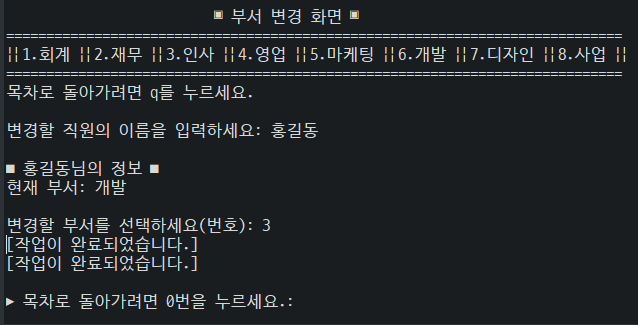 ▣ 부서 변경 화면 ▣
=============================================================================
||1.회계 ||2.재무 ||3.인사 ||4.영업 ||5.마케팅 ||6.개발 ||7.디자인 ||8.사업 ||
=============================================================================
목차로 돌아가려면 q를 누르세요.
변경할 직원의 이름을 입력하세요: 홍길동
■ 홍길동님의 정보 ■
현재 부서: 개발
변경할 부서를 선택하세요(번호): 3
[작업이 완료되었습니다.]
[작업이 완료되었습니다.]
▶ 목차로 돌아가려면 0번을 누르세요.: